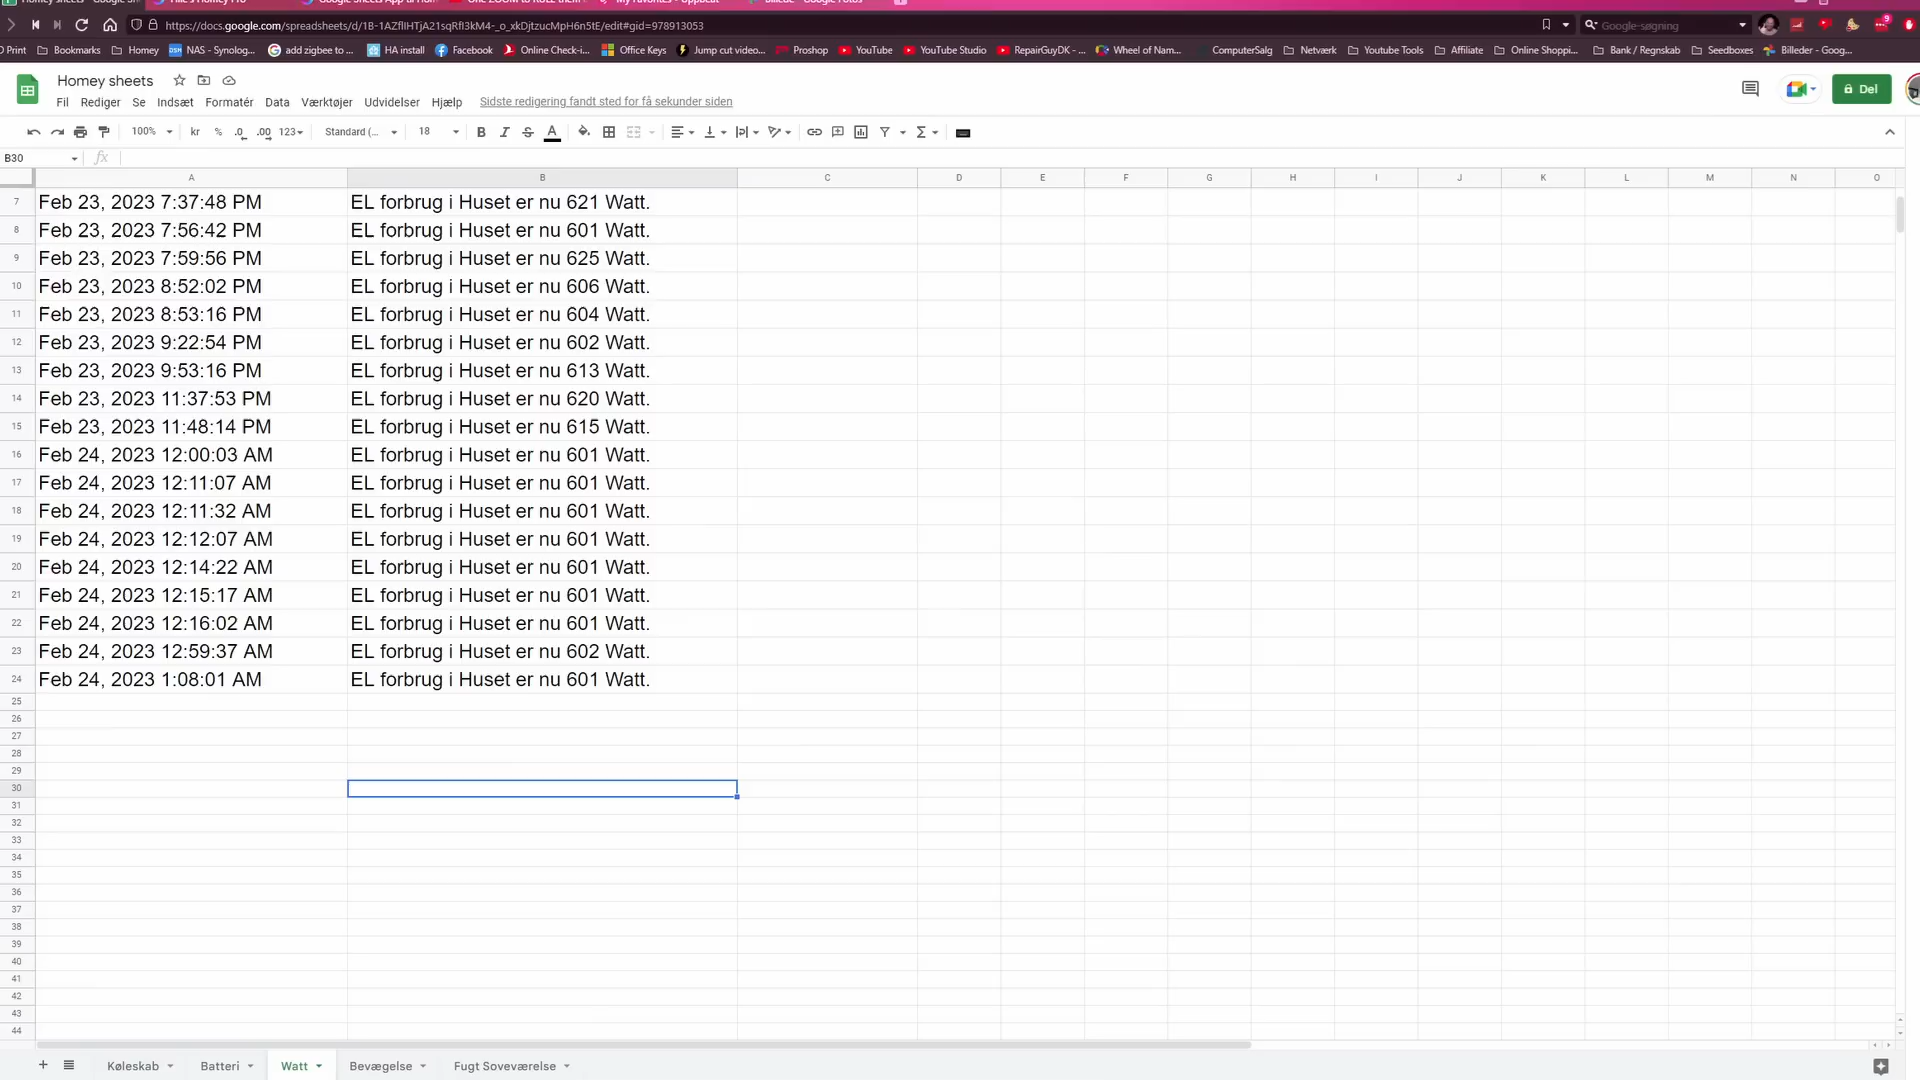 https://docs.google.com/spreadsheets/d/1B-1AZflIHTjA21sqRfI3kM4-_o_xkDjtzucMpH6n5tE/edit#gid=978913053
Google-søgning
9
Print Bookmarks Homey NAS - Synolog... add zigbee to ... HA install Facebook Online Check-i... Office Keys Jump cut video... Proshop YouTube YouTube Studio RepairGuyDK - ... Wheel of Nam... ComputerSalg Netværk Youtube Tools Affiliate Online Shoppi... Bank / Regnskab Seedboxes Billeder - Goog...
Homey sheets
Fil Rediger Se Indsæt Formatér Data Værktøjer Udvidelser Hjælp Sidste redigering fandt sted for få sekunder siden
Del
100% kr % .0 .00 123 Standard (... 18 B I S A
B30 fx
A B C D E F G H I J K L M N O
7 Feb 23, 2023 7:37:48 PM EL forbrug i Huset er nu 621 Watt.
8 Feb 23, 2023 7:56:42 PM EL forbrug i Huset er nu 601 Watt.
9 Feb 23, 2023 7:59:56 PM EL forbrug i Huset er nu 625 Watt.
10 Feb 23, 2023 8:52:02 PM EL forbrug i Huset er nu 606 Watt.
11 Feb 23, 2023 8:53:16 PM EL forbrug i Huset er nu 604 Watt.
12 Feb 23, 2023 9:22:54 PM EL forbrug i Huset er nu 602 Watt.
13 Feb 23, 2023 9:53:16 PM EL forbrug i Huset er nu 613 Watt.
14 Feb 23, 2023 11:37:53 PM EL forbrug i Huset er nu 620 Watt.
15 Feb 23, 2023 11:48:14 PM EL forbrug i Huset er nu 615 Watt.
16 Feb 24, 2023 12:00:03 AM EL forbrug i Huset er nu 601 Watt.
17 Feb 24, 2023 12:11:07 AM EL forbrug i Huset er nu 601 Watt.
18 Feb 24, 2023 12:11:32 AM EL forbrug i Huset er nu 601 Watt.
19 Feb 24, 2023 12:12:07 AM EL forbrug i Huset er nu 601 Watt.
20 Feb 24, 2023 12:14:22 AM EL forbrug i Huset er nu 601 Watt.
21 Feb 24, 2023 12:15:17 AM EL forbrug i Huset er nu 601 Watt.
22 Feb 24, 2023 12:16:02 AM EL forbrug i Huset er nu 601 Watt.
23 Feb 24, 2023 12:59:37 AM EL forbrug i Huset er nu 602 Watt.
24 Feb 24, 2023 1:08:01 AM EL forbrug i Huset er nu 601 Watt.
25
26
27
28
29
30
31
32
33
34
35
36
37
38
39
40
41
42
43
44
Køleskab Batteri Watt Bevægelse Fugt Soveværelse